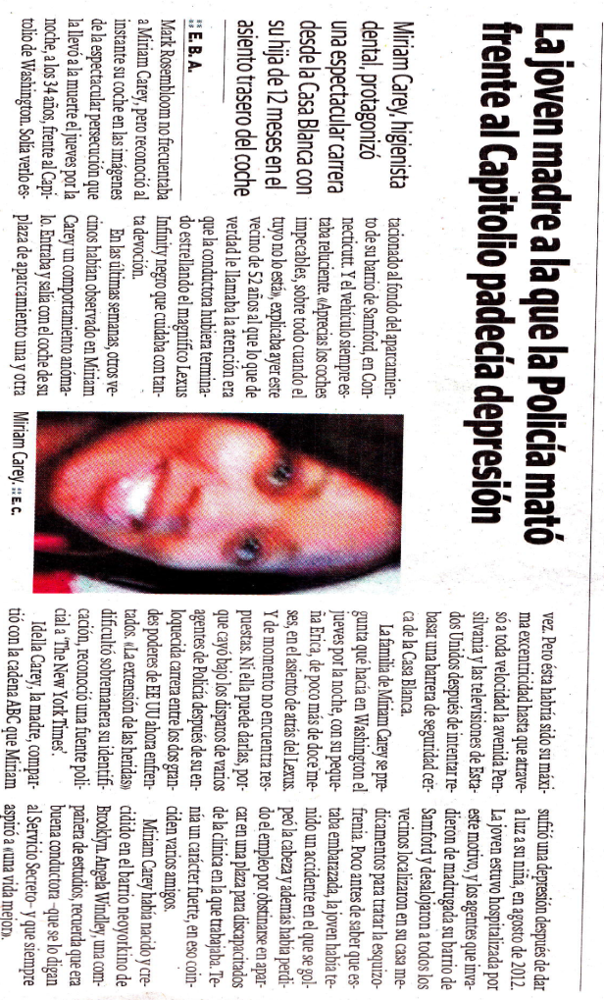 La joven madre a la que la Policía mató
frente al Capitolio padecía depresión
Miriam Carey, higienista
dental, protagonizó
una espectacular carrera
desde la Casa Blanca con
su hija de 12 meses en el
asiento trasero del coche
:: E. B. A.
Mark Rosembloom no frecuentaba
a Miriam Carey, pero reconoció al
instante su coche en las imágenes
de la espectacular persecución que
la llevó a la muerte el jueves por la
noche, a los 34 años, frente al Capi-
tolio de Washington. Solía verlo es-
tacionado al fondo del aparcamien-
to de su barrio de Samford, en Con-
necticutt. Y el vehículo siempre es-
taba reluciente. «Aprecias los coches
impecables, sobre todo cuando el
tuyo no lo está», explicaba ayer este
vecino de 52 años al que lo que de
verdad le llamaba la atención era
que la conductora hubiera termina-
do estrellando el magnífico Lexus
Infinity negro que cuidaba con tan-
ta devoción.
En las últimas semanas, otros ve-
cinos habían observado en Miriam
Carey un comportamiento anóma-
lo. Entraba y salía con el coche de su
plaza de aparcamiento una y otra
Miriam Carey. :: E. C.
vez. Pero ésta habría sido su máxi-
ma excentricidad hasta que atrave-
só a toda velocidad la avenida Pen-
silvania y las televisiones de Esta-
dos Unidos después de intentar re-
basar una barrera de seguridad cer-
ca de la Casa Blanca.
La familia de Miriam Carey se pre-
gunta qué hacía en Washington el
jueves por la noche, con su peque-
ña Erica, de poco más de doce me-
ses, en el asiento de atrás del Lexus.
Y de momento no encuentra res-
puestas. Ni ella puede darlas, por-
que cayó bajo los disparos de varios
agentes de Policía después de su en-
loquecida carrera entre los dos gran-
des poderes de EE UU ahora enfren-
tados. «La extensión de las heridas»
dificultó sobremanera su identifi-
cación, reconoció una fuente poli-
cial a 'The New York Times'.
Idella Carey, la madre, compar-
tió con la cadena ABC que Miriam
sufrió una depresión después de dar
a luz a su niña, en agosto de 2012.
La joven estuvo hospitalizada por
este motivo, y los agentes que inva-
dieron de madrugada su barrio de
Samford y desalojaron a todos los
vecinos localizaron en su casa me-
dicamentos para tratar la esquizo-
frenia. Poco antes de saber que es-
taba embarazada, la joven había te-
nido un accidente en el que se gol-
peó la cabeza y además había perdi-
do el empleo por obstinarse en apar-
car en una plaza para discapacitados
de la clínica en la que trabajaba. Te-
nía un carácter fuerte, en eso coin-
ciden varios amigos.
Miriam Carey había nacido y cre-
cidido en el barrio neoyorkino de
Brooklyn. Angela Windley, una com-
pañera de estudios, recuerda que era
buena conductora –que se lo digan
al Servicio Secreto– y que siempre
aspiró a «una vida mejor».